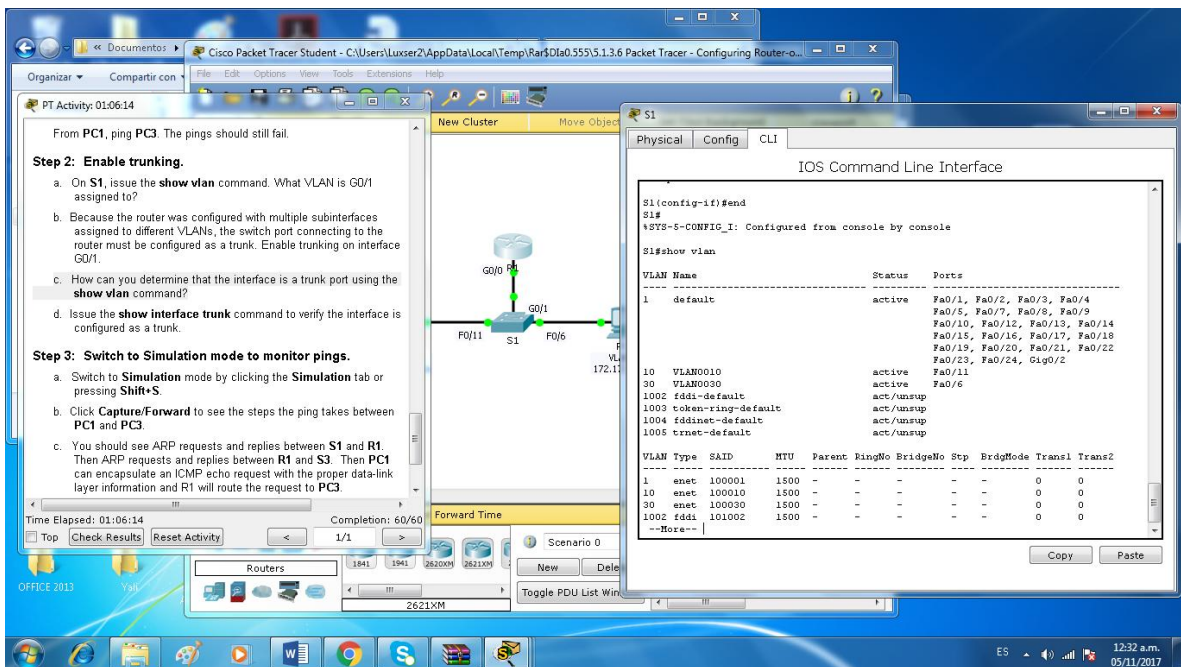 « Documentos
Organizar
Compartir con
Cisco Packet Tracer Student - C:\Users\Luxser2\AppData\Local\Temp\Rar$DIa0.555\5.1.3.6 Packet Tracer - Configuring Router-o...
File Edit Options View Tools Extensions Help
New Cluster
Move Object
PT Activity: 01:06:14
From PC1, ping PC3. The pings should still fail.
Step 2: Enable trunking.
a. On S1, issue the show vlan command. What VLAN is G0/1
assigned to?
b. Because the router was configured with multiple subinterfaces
assigned to different VLANs, the switch port connecting to the
router must be configured as a trunk. Enable trunking on interface
G0/1.
c. How can you determine that the interface is a trunk port using the
show vlan command?
d. Issue the show interface trunk command to verify the interface is
configured as a trunk.
Step 3: Switch to Simulation mode to monitor pings.
a. Switch to Simulation mode by clicking the Simulation tab or
pressing Shift+S.
b. Click Capture/Forward to see the steps the ping takes between
PC1 and PC3.
c. You should see ARP requests and replies between S1 and R1.
Then ARP requests and replies between R1 and S3. Then PC1
can encapsulate an ICMP echo request with the proper data-link
layer information and R1 will route the request to PC3.
Time Elapsed: 01:06:14
Completion: 60/60
Top
Check Results
Reset Activity
<
1/1
>
G0/0
R1
G0/1
F0/11
S1
F0/6
172.17
Forward Time
Routers
1841
1941
2620XM
2621XM
2621XM
Scenario 0
New
Toggle PDU List Win
S1
Physical
Config
CLI
IOS Command Line Interface
S1(config-if)#end
S1#
%SYS-5-CONFIG_I: Configured from console by console
S1#show vlan
VLAN Name Status Ports
---- -------------------------------- --------- -------------------------------
1 default active Fa0/1, Fa0/2, Fa0/3, Fa0/4
Fa0/5, Fa0/7, Fa0/8, Fa0/9
Fa0/10, Fa0/12, Fa0/13, Fa0/14
Fa0/15, Fa0/16, Fa0/17, Fa0/18
Fa0/19, Fa0/20, Fa0/21, Fa0/22
Fa0/23, Fa0/24, Gig0/2
10 VLAN0010 active Fa0/11
30 VLAN0030 active Fa0/6
1002 fddi-default act/unsup
1003 token-ring-default act/unsup
1004 fddinet-default act/unsup
1005 trnet-default act/unsup
VLAN Type SAID MTU Parent RingNo BridgeNo Stp BrdgMode Trans1 Trans2
---- ----- ---------- ----- ------ ------ -------- ---- -------- ------ ------
1 enet 100001 1500 - - - - - 0 0
10 enet 100010 1500 - - - - - 0 0
30 enet 100030 1500 - - - - - 0 0
1002 fddi 101002 1500 - - - - - 0 0
--More--
Copy
Paste
OFFICE 2013
ES
12:32 a.m.
05/11/2017